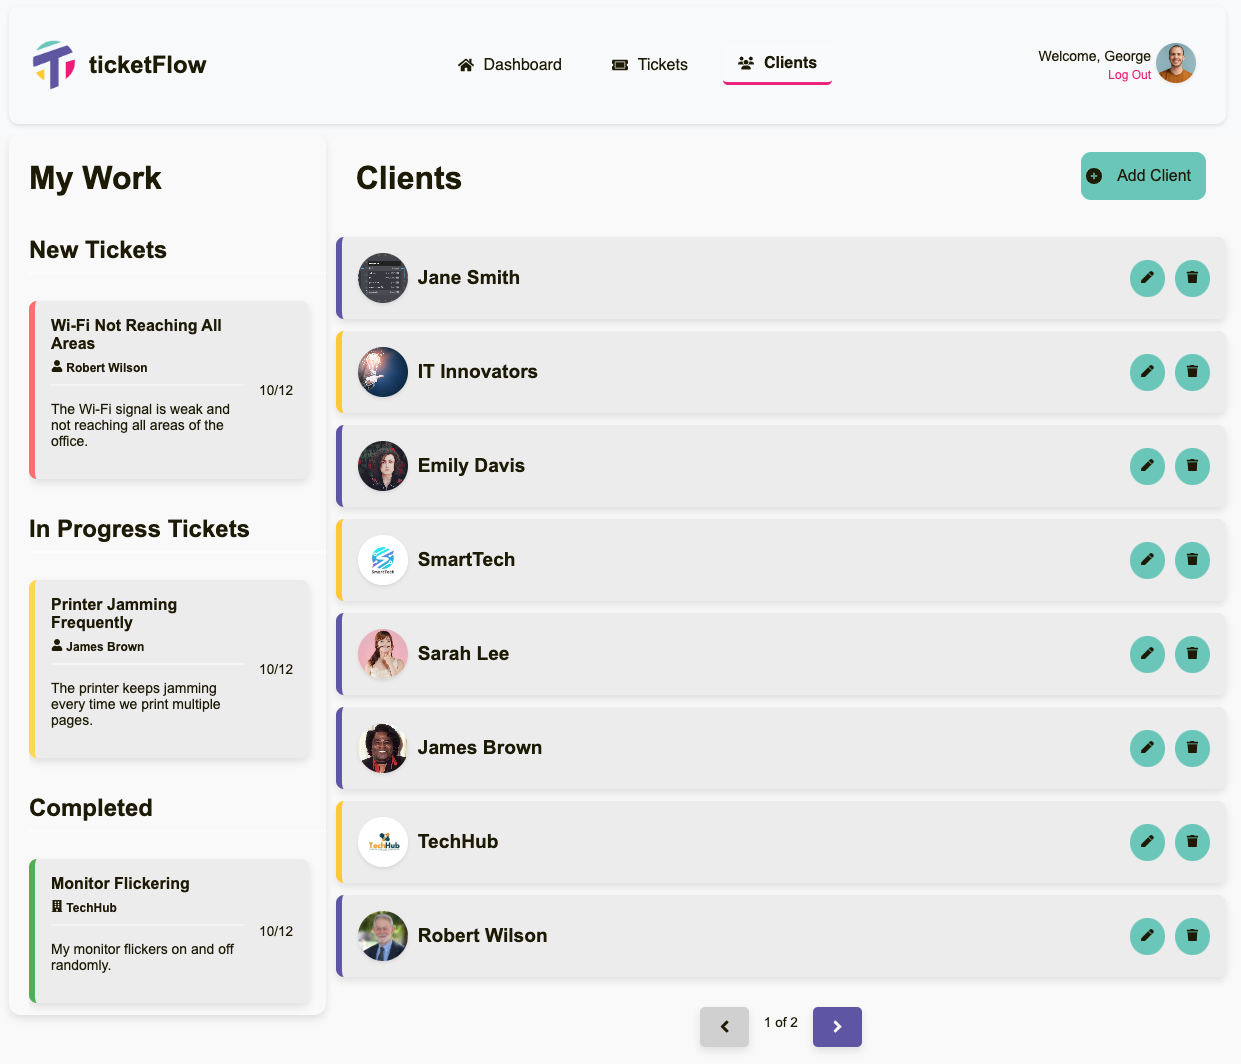 ticketFlow
Dashboard
Tickets
Clients
Welcome, George
Log Out
My Work
New Tickets
Wi-Fi Not Reaching All
Areas
Robert Wilson
10/12
The Wi-Fi signal is weak and
not reaching all areas of the
office.
In Progress Tickets
Printer Jamming
Frequently
James Brown
10/12
The printer keeps jamming
every time we print multiple
pages.
Completed
Monitor Flickering
TechHub
10/12
My monitor flickers on and off
randomly.
Clients
Add Client
Jane Smith
IT Innovators
Emily Davis
SmartTech
SmartTech
Sarah Lee
James Brown
TechHub
TechHub
Robert Wilson
1 of 2